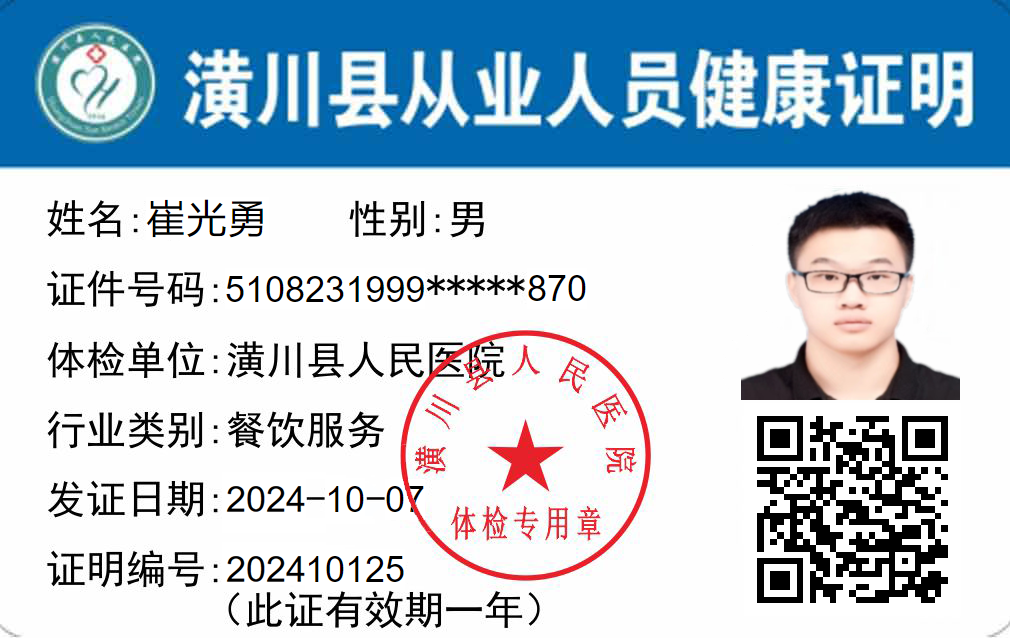 潢川县从业人员健康证明
姓名:崔光勇 性别:男
证件号码:5108231999*****870
体检单位:潢川县人民医院
行业类别:餐饮服务
发证日期:2024-10-07
证明编号:202410125
(此证有效期一年)
潢川县人民医院
体检专用章